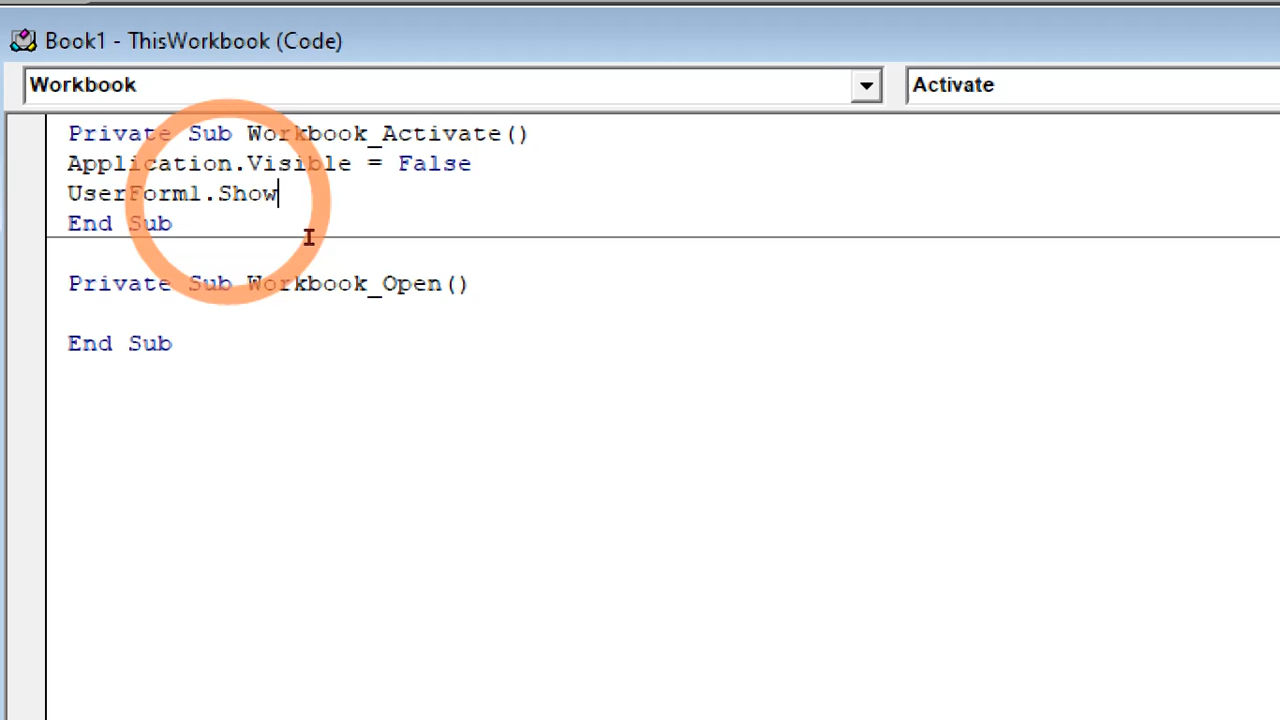 Book1 - ThisWorkbook (Code)
Workbook
Activate
Private Sub Workbook_Activate()
Application.Visible = False
UserForm1.Show
End Sub
Private Sub Workbook_Open()
End Sub